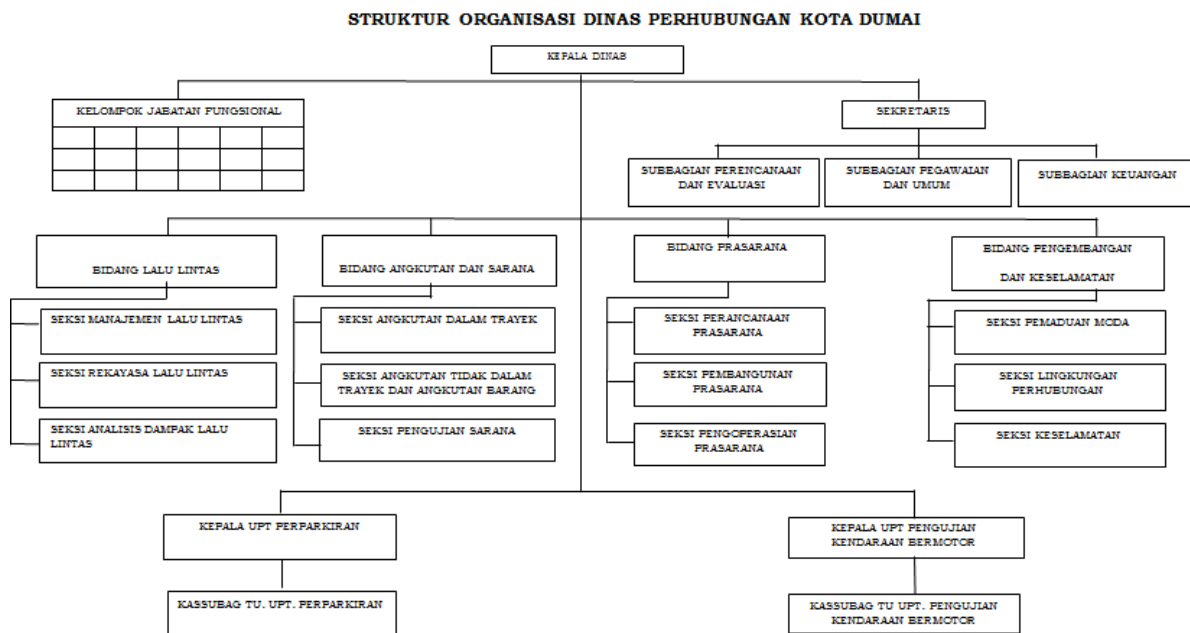 STRUKTUR ORGANISASI DINAS PERHUBUNGAN KOTA DUMAI
KEPALA DINAS
KELOMPOK JABATAN FUNGSIONAL
SEKRETARIS
SUBBAGIAN PERENCANAAN
DAN EVALUASI
SUBBAGIAN PEGAWAIAN
DAN UMUM
SUBBAGIAN KEUANGAN
BIDANG LALU LINTAS
BIDANG ANGKUTAN DAN SARANA
BIDANG PRASARANA
BIDANG PENGEMBANGAN
DAN KESELAMATAN
SEKSI MANAJEMEN LALU LINTAS
SEKSI REKAYASA LALU LINTAS
SEKSI ANALISIS DAMPAK LALU
LINTAS
SEKSI ANGKUTAN DALAM TRAYEK
SEKSI ANGKUTAN TIDAK DALAM
TRAYEK DAN ANGKUTAN BARANG
SEKSI PENGUJIAN SARANA
SEKSI PERANCANAAN
PRASARANA
SEKSI PEMBANGUNAN
PRASARANA
SEKSI PENGOPERASIAN
PRASARANA
SEKSI PEMADUAN MODA
SEKSI LINGKUNGAN
PERHUBUNGAN
SEKSI KESELAMATAN
KEPALA UPT PERPARKIRAN
KASSUBAG TU. UPT. PERPARKIRAN
KEPALA UPT PENGUJIAN
KENDARAAN BERMOTOR
KASSUBAG TU UPT. PENGUJIAN
KENDARAAN BERMOTOR